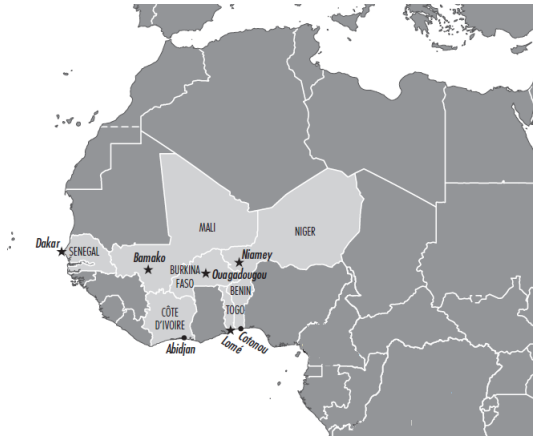 MALI
NIGER
Dakar
SENEGAL
Bamako
Niamey
BURKINA
FASO
Ouagadougou
BENIN
TOGO
CÔTE
D'IVOIRE
Abidjan
Lomé
Cotonou